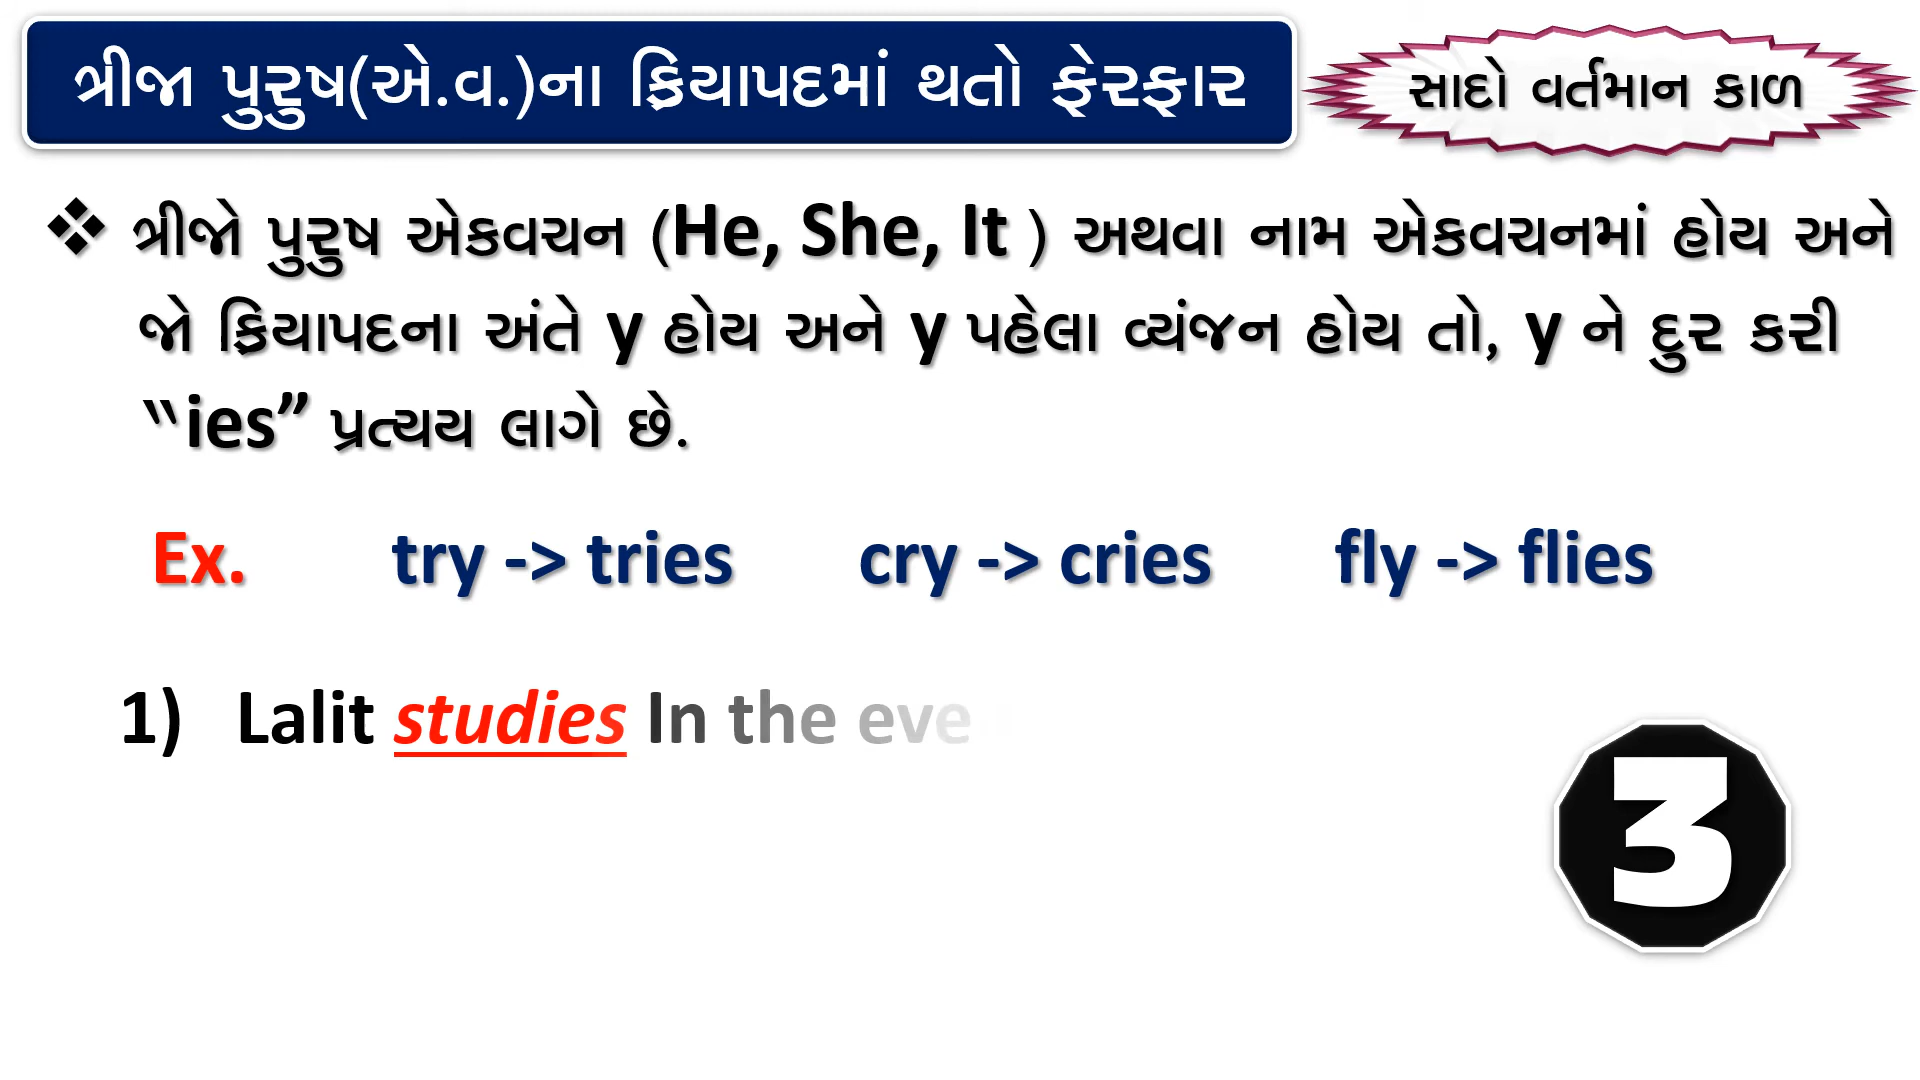 ત્રીજા પુરુષ(એ.વ.)ના ક્રિયાપદમાં થતો ફેરફાર
સાદો વર્તમાન કાળ
❖ ત્રીજો પુરુષ એકવચન (He, She, It ) અથવા નામ એકવચનમાં હોય અને
જો ક્રિયાપદના અંતે y હોય અને y પહેલા વ્યંજન હોય તો, y ને દુર કરી
“ies” પ્રત્યય લાગે છે.
Ex. try -> tries cry -> cries fly -> flies
1) Lalit studies In the
3